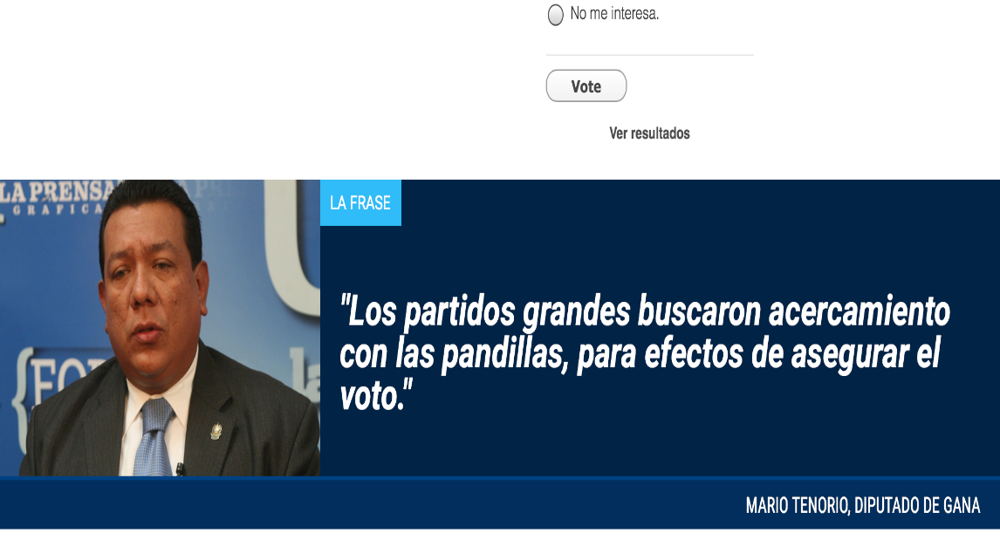 No me interesa.
Vote
Ver resultados
LA PRENSA
GRAFICA
LA FRASE
"Los partidos grandes buscaron acercamiento
con las pandillas, para efectos de asegurar el
voto."
MARIO TENORIO, DIPUTADO DE GANA